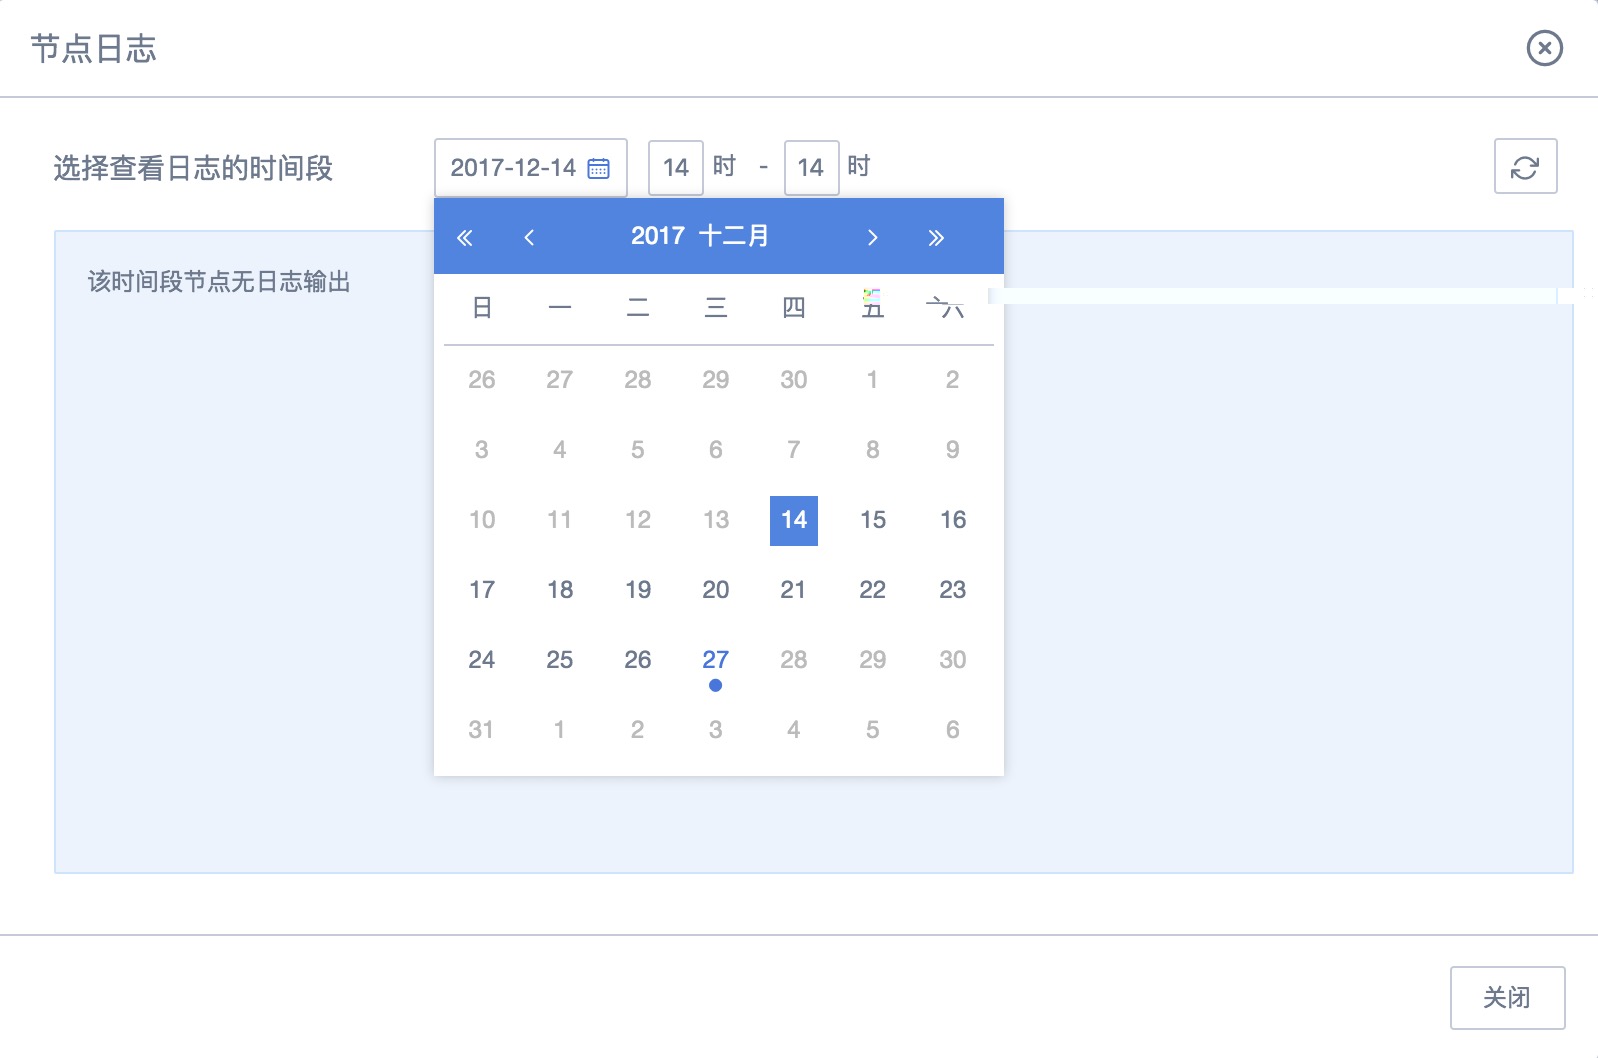 节点日志
选择查看日志的时间段 2017-12-14 14 时 - 14 时
2017 十二月
该时间段节点无日志输出
日 一 二 三 四 五 六
26 27 28 29 30 1 2
3 4 5 6 7 8 9
10 11 12 13 14 15 16
17 18 19 20 21 22 23
24 25 26 27 28 29 30
31 1 2 3 4 5 6
关闭